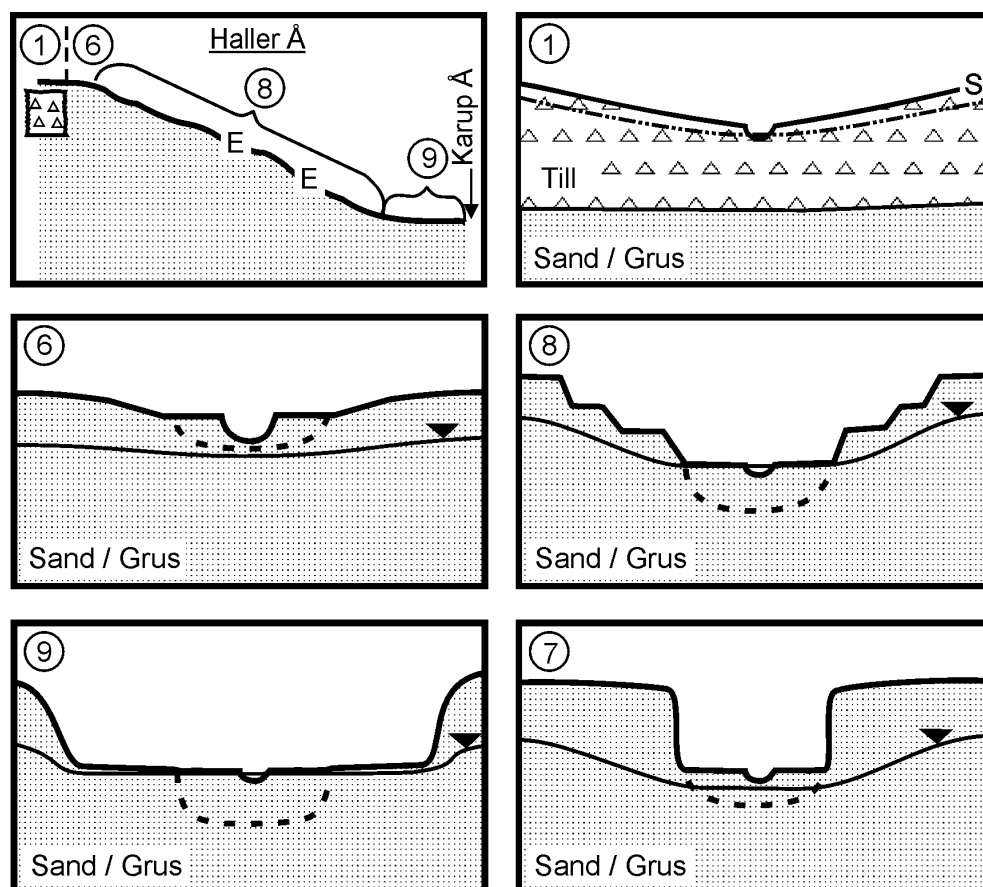 1
6
Haller Å
8
E
E
9
Karup Å
1
S
Till
Sand / Grus
6
Sand / Grus
8
Sand / Grus
9
Sand / Grus
7
Sand / Grus